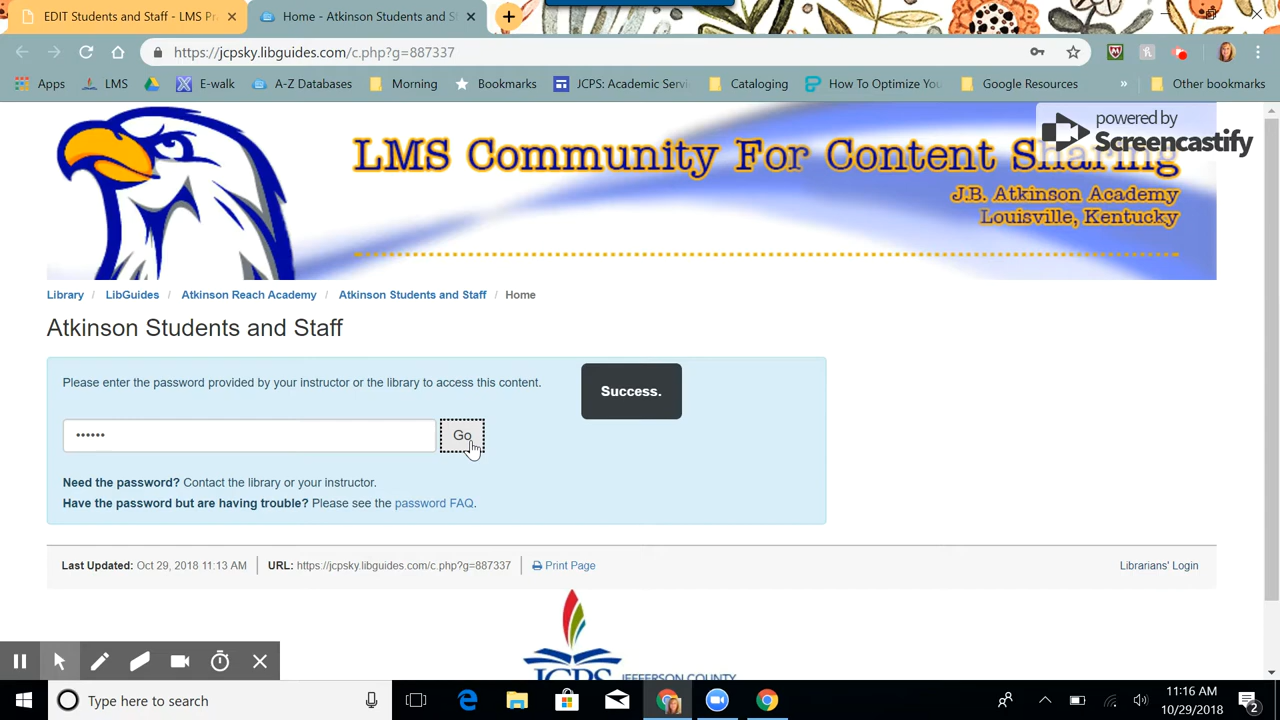 EDIT Students and Staff - LMS Pr
Home - Atkinson Students and S
https://jcpsky.libguides.com/c.php?g=887337
Apps LMS E-walk A-Z Databases Morning Bookmarks JCPS: Academic Servi Cataloging How To Optimize You Google Resources » Other bookmarks
powered by
Screencastify
LMS Community For Content Sharing
J.B. Atkinson Academy
Louisville, Kentucky
Library / LibGuides / Atkinson Reach Academy / Atkinson Students and Staff / Home
Atkinson Students and Staff
Please enter the password provided by your instructor or the library to access this content.
Success.
•••••• Go
Need the password? Contact the library or your instructor.
Have the password but are having trouble? Please see the password FAQ.
Last Updated: Oct 29, 2018 11:13 AM URL: https://jcpsky.libguides.com/c.php?g=887337 Print Page Librarians' Login
JCPS JEFFERSON COUNTY
Type here to search
11:16 AM
10/29/2018
2